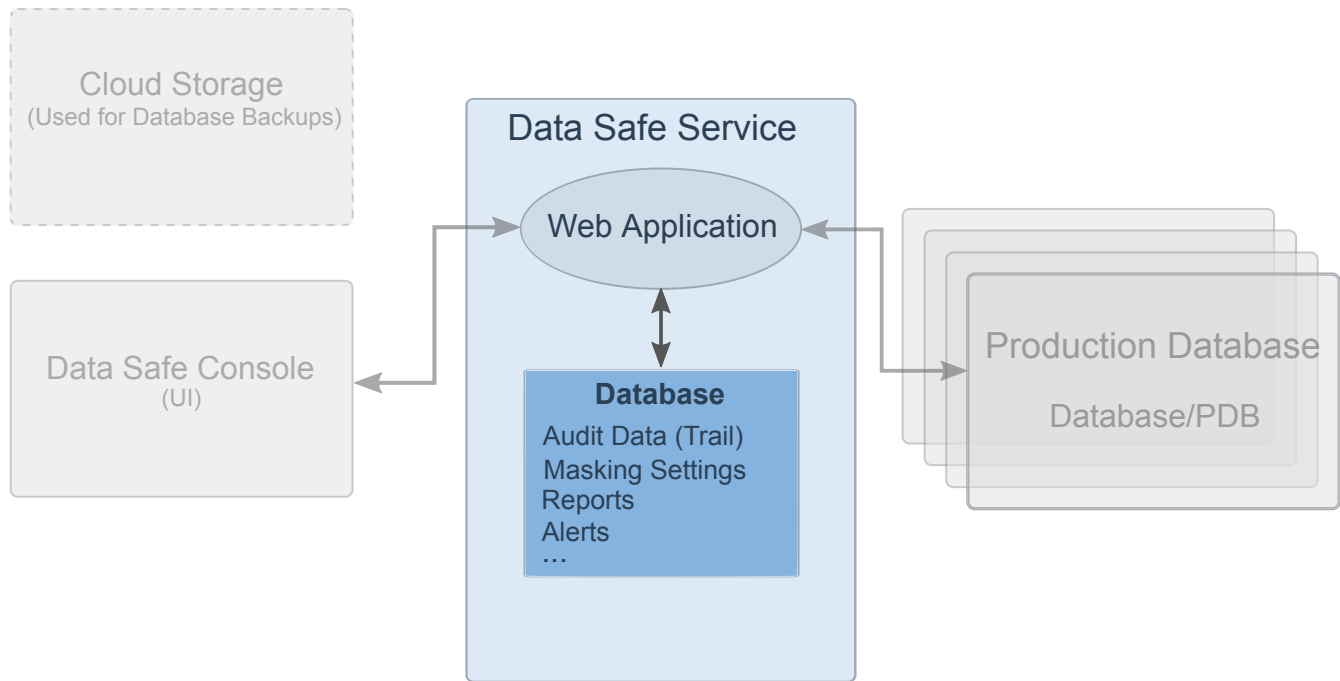 Cloud Storage
(Used for Database Backups)
Data Safe Console
(UI)
Data Safe Service
Web Application
Database
Audit Data (Trail)
Masking Settings
Reports
Alerts
...
Production Database
Database/PDB